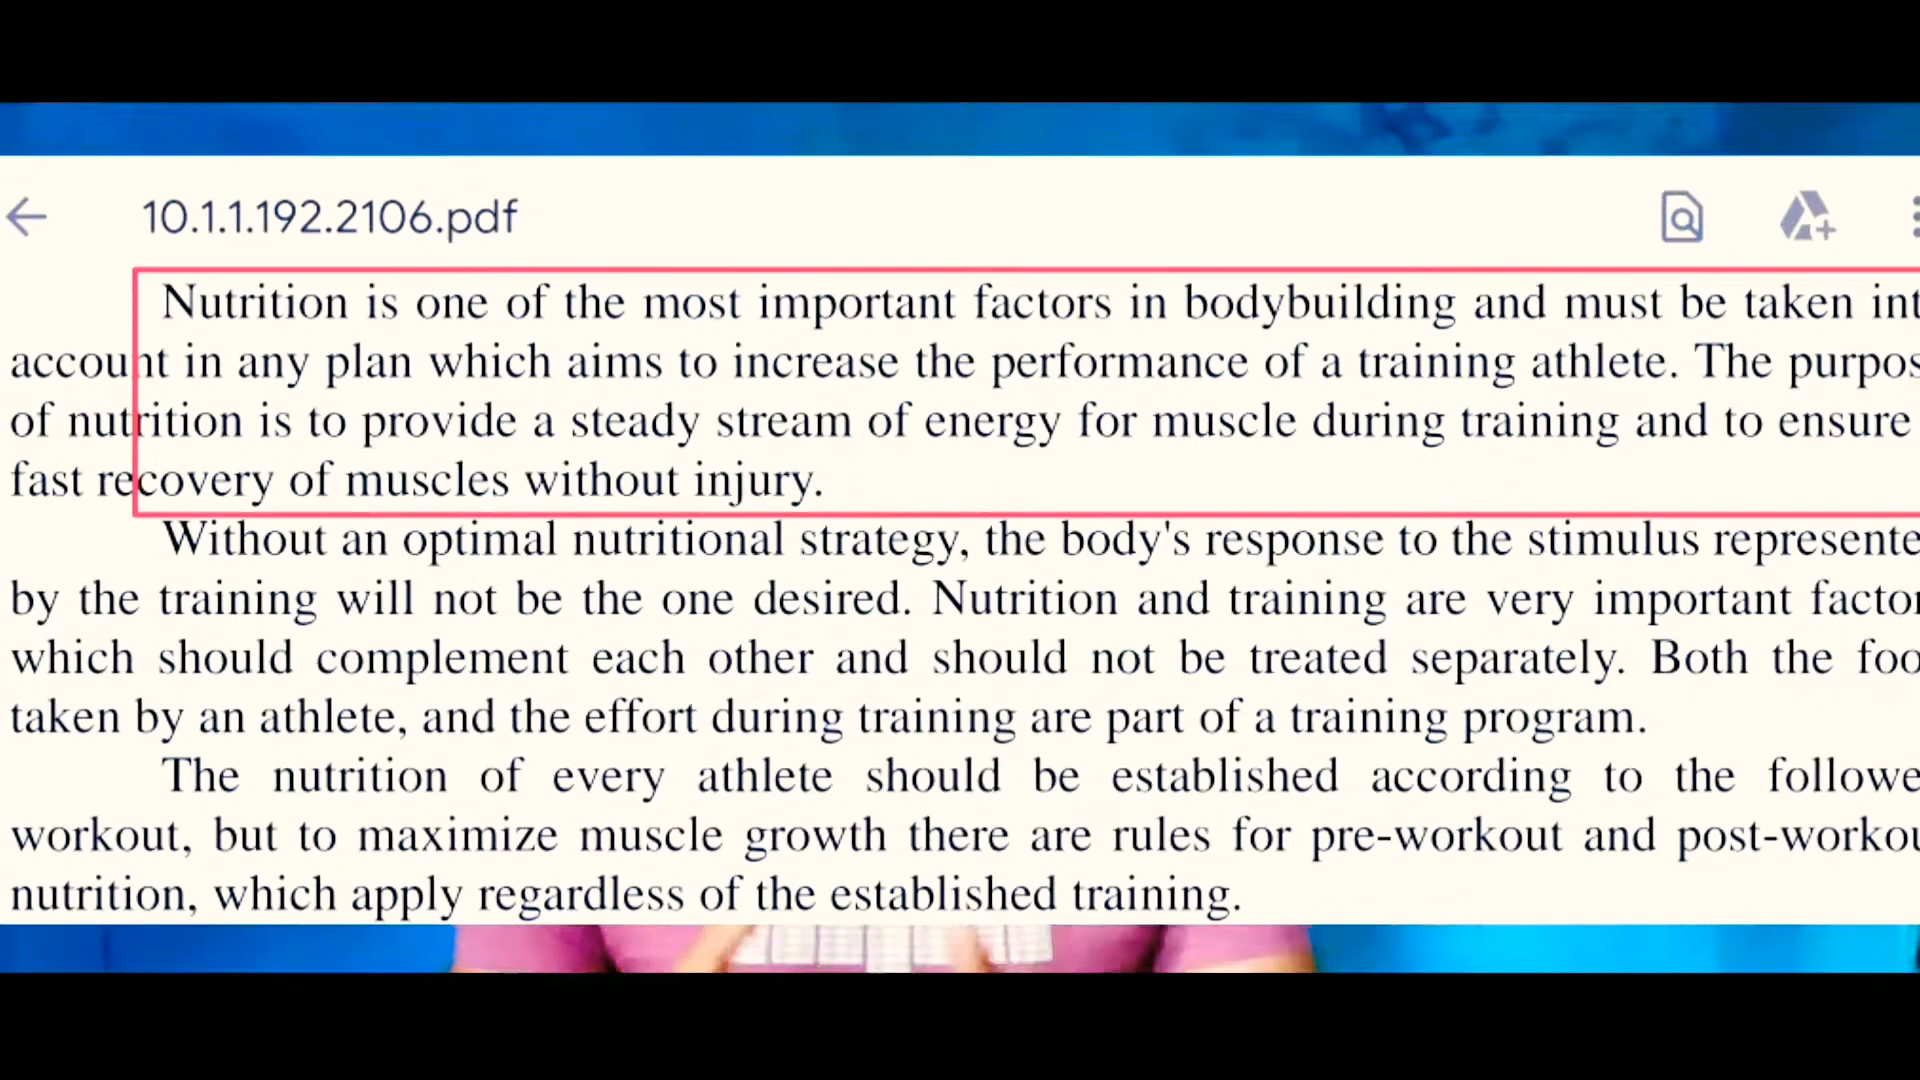 10.1.1.192.2106.pdf
Nutrition is one of the most important factors in bodybuilding and must be taken int
account in any plan which aims to increase the performance of a training athlete. The purpos
of nutrition is to provide a steady stream of energy for muscle during training and to ensure
fast recovery of muscles without injury.
Without an optimal nutritional strategy, the body's response to the stimulus represente
by the training will not be the one desired. Nutrition and training are very important factor
which should complement each other and should not be treated separately. Both the foo
taken by an athlete, and the effort during training are part of a training program.
The nutrition of every athlete should be established according to the followe
workout, but to maximize muscle growth there are rules for pre-workout and post-workou
nutrition, which apply regardless of the established training.